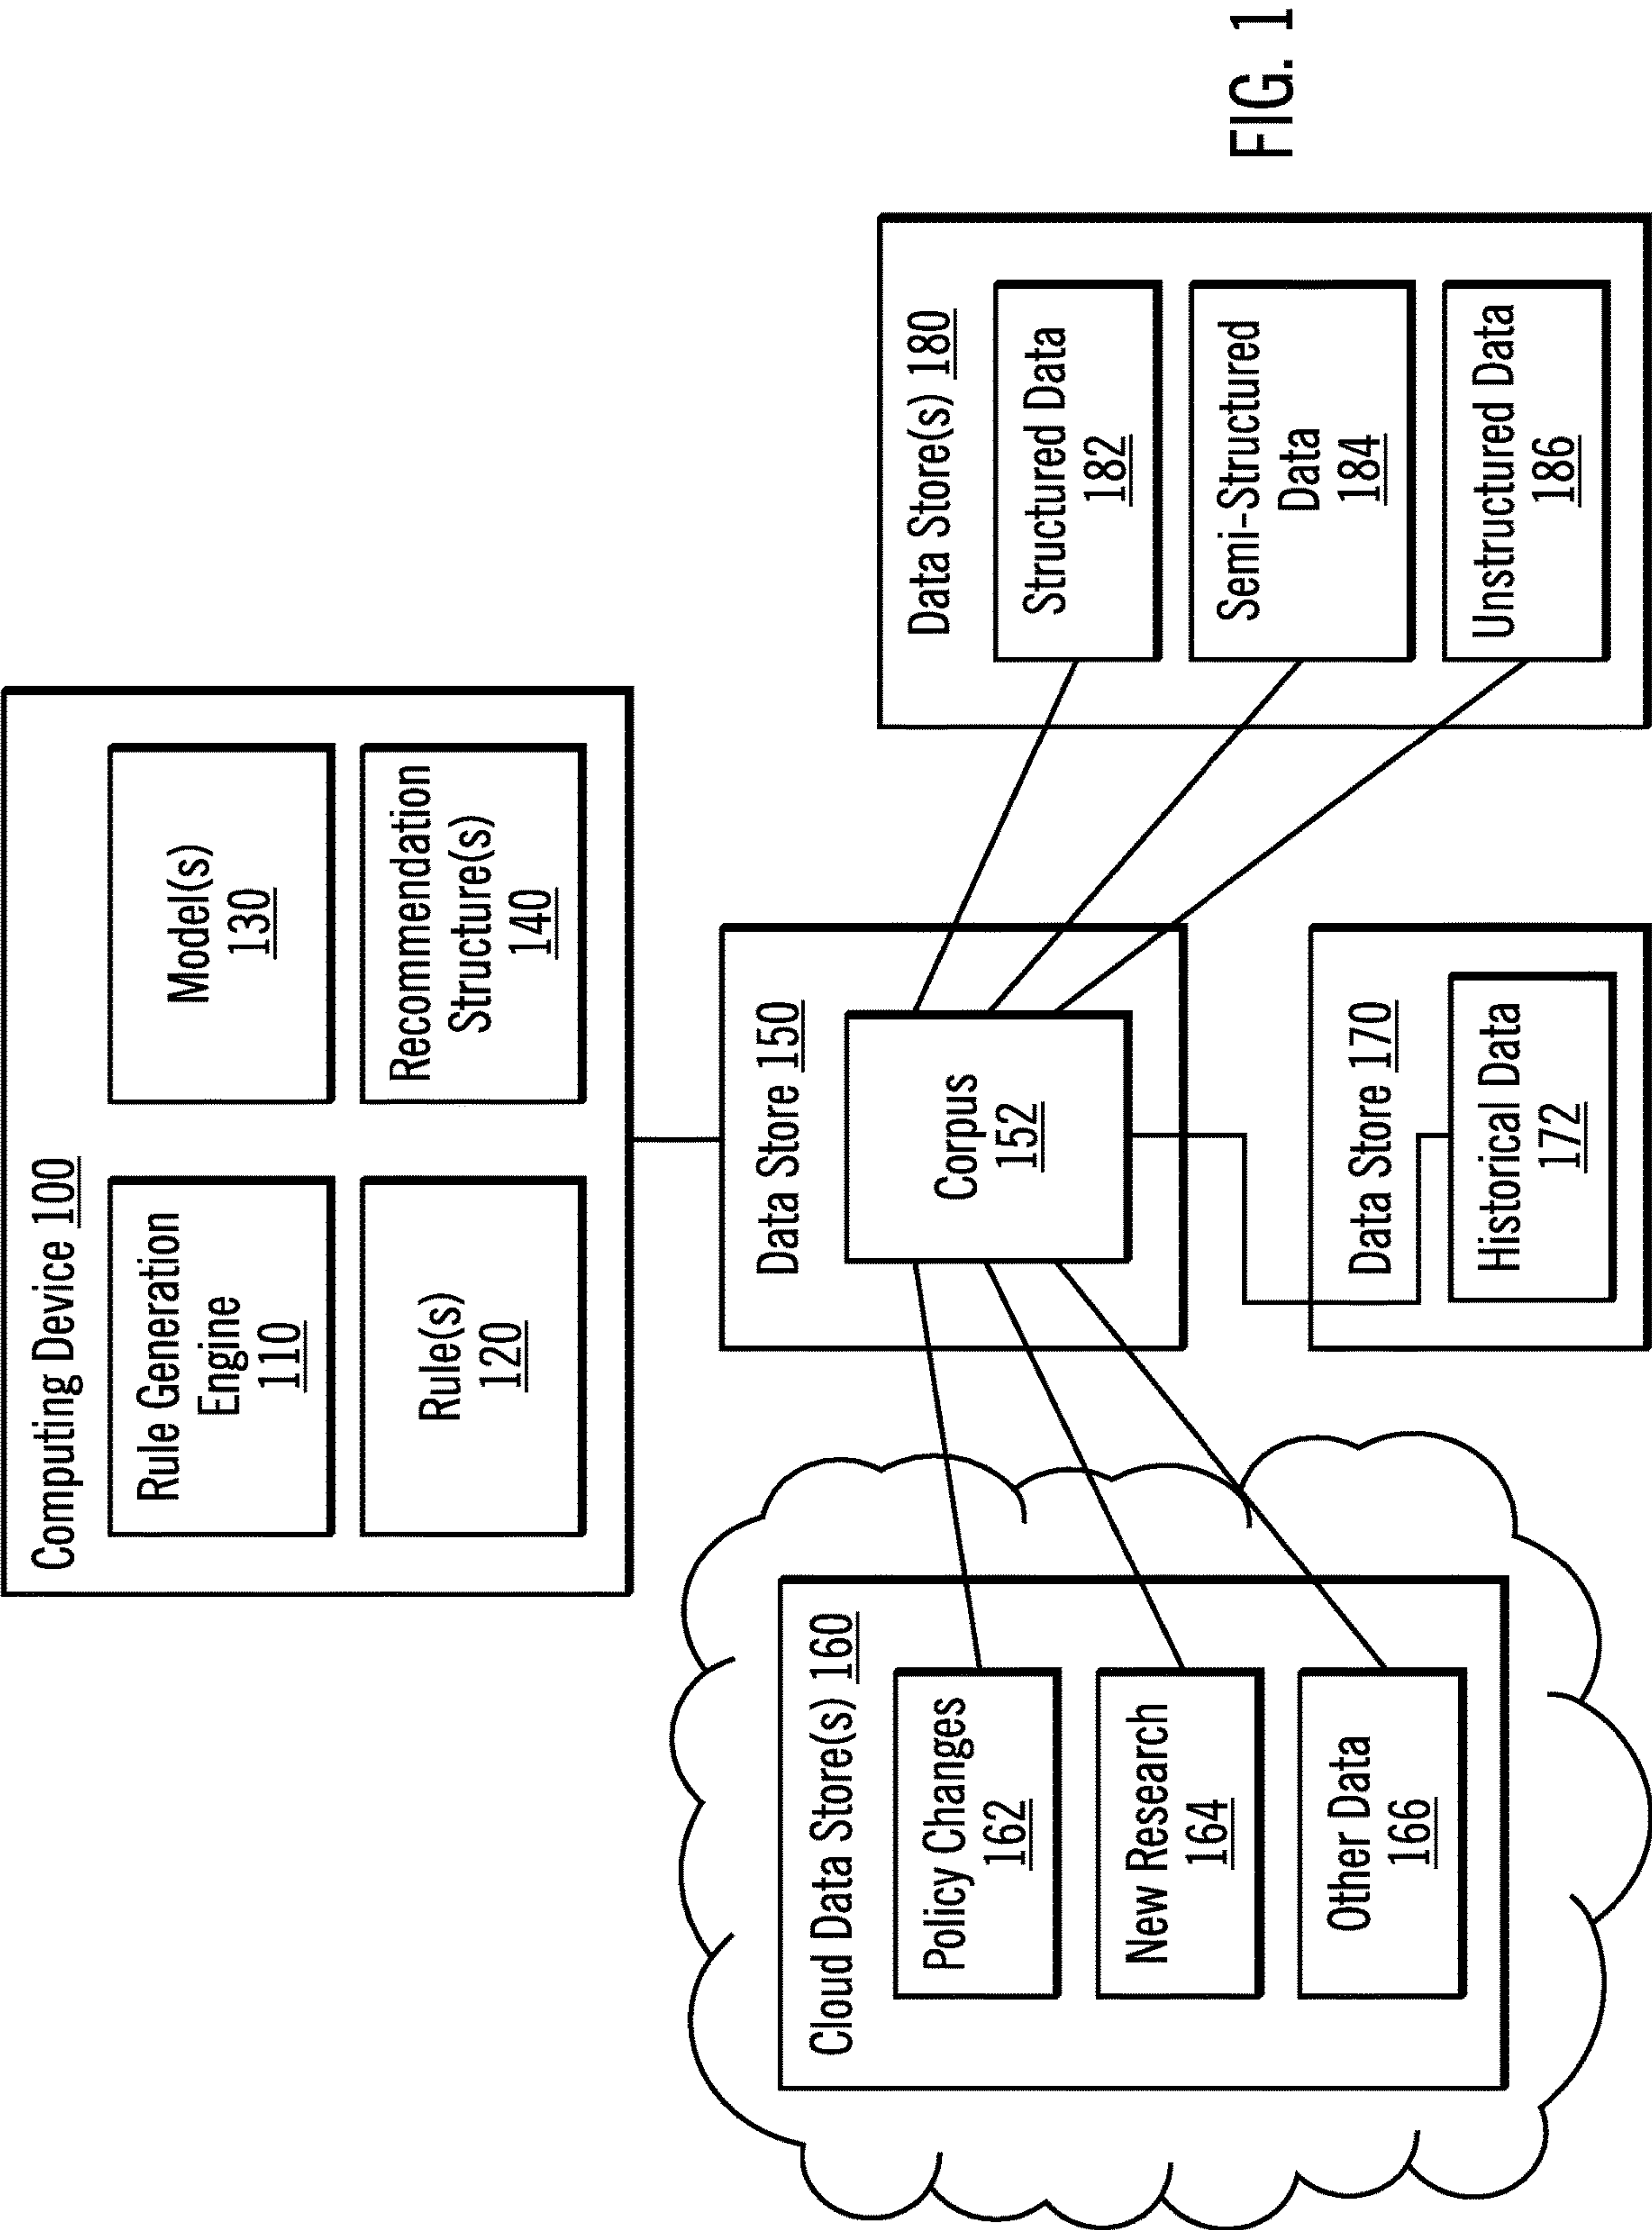 Computing Device 100
Rule Generation
Engine
110
Model(s)
130
Rule(s)
120
Recommendation
Structure(s)
140
Cloud Data Store(s) 160
Policy Changes
162
New Research
164
Other Data
166
Data Store 150
Corpus
152
Data Store 170
Historical Data
172
Data Store(s) 180
Structured Data
182
Semi-Structured
Data
184
Unstructured Data
186
FIG. 1